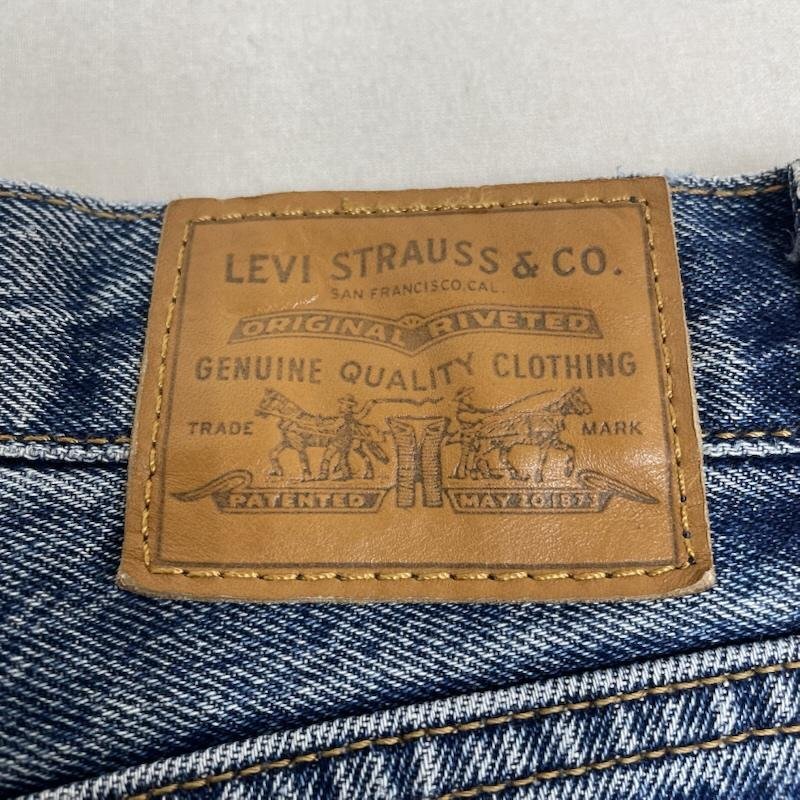 LEVI STRAUSS & CO.
SAN FRANCISCO, CAL.
ORIGINAL RIVETED
GENUINE QUALITY CLOTHING
TRADE MARK
PATENTED MAY 20 1873